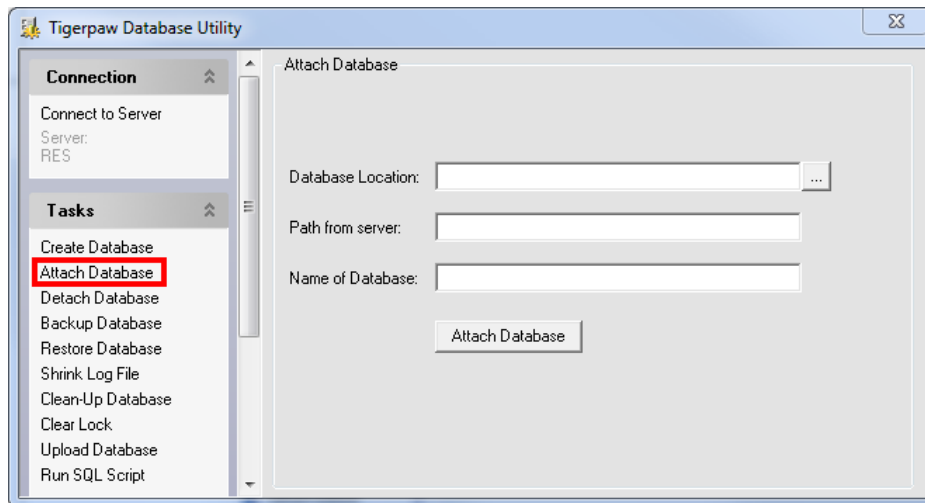 Tigerpaw Database Utility
Connection
Connect to Server
Server:
RES
Tasks
Create Database
Attach Database
Detach Database
Backup Database
Restore Database
Shrink Log File
Clean-Up Database
Clear Lock
Upload Database
Run SQL Script
Attach Database
Database Location:
...
Path from server:
Name of Database:
Attach Database